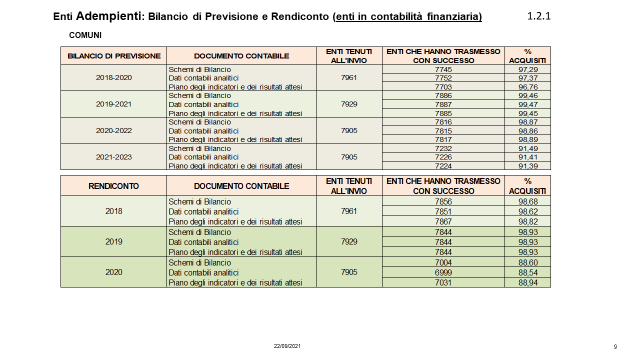 Enti Adempienti: Bilancio di Previsione e Rendiconto (enti in contabilità finanziaria) 1.2.1
COMUNI
BILANCIO DI PREVISIONE DOCUMENTO CONTABILE ENTI TENUTI ALL'INVIO ENTI CHE HANNO TRASMESSO CON SUCCESSO % ACQUISITI
2018-2020 Schemi di Bilancio 7961 7745 97,29
Dati contabili analitici 7752 97,37
Piano degli indicatori e dei risultati attesi 7703 96,76
2019-2021 Schemi di Bilancio 7929 7886 99,46
Dati contabili analitici 7887 99,47
Piano degli indicatori e dei risultati attesi 7885 99,45
2020-2022 Schemi di Bilancio 7905 7816 98,87
Dati contabili analitici 7815 98,86
Piano degli indicatori e dei risultati attesi 7817 98,89
2021-2023 Schemi di Bilancio 7905 7232 91,49
Dati contabili analitici 7226 91,41
Piano degli indicatori e dei risultati attesi 7224 91,39
RENDICONTO DOCUMENTO CONTABILE ENTI TENUTI ALL'INVIO ENTI CHE HANNO TRASMESSO CON SUCCESSO % ACQUISITI
2018 Schemi di Bilancio 7961 7856 98,68
Dati contabili analitici 7851 98,62
Piano degli indicatori e dei risultati attesi 7867 98,82
2019 Schemi di Bilancio 7929 7844 98,93
Dati contabili analitici 7844 98,93
Piano degli indicatori e dei risultati attesi 7844 98,93
2020 Schemi di Bilancio 7905 7004 88,60
Dati contabili analitici 6999 88,54
Piano degli indicatori e dei risultati attesi 7031 88,94
22/09/2021 9